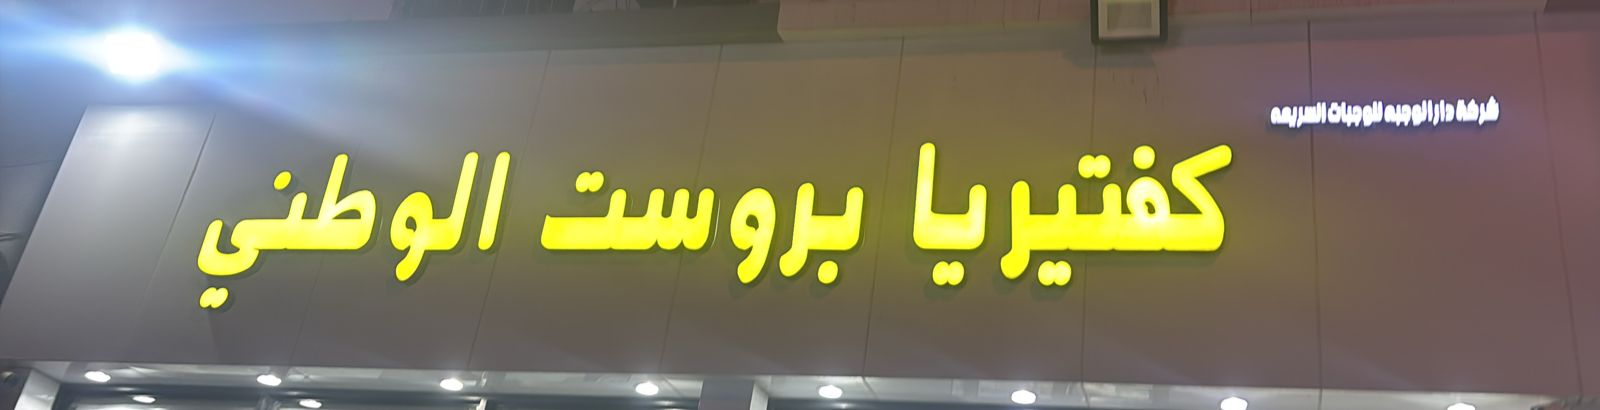 شركة دار الوجبه للوجبات السريعه
كفتيريا بروست الوطني